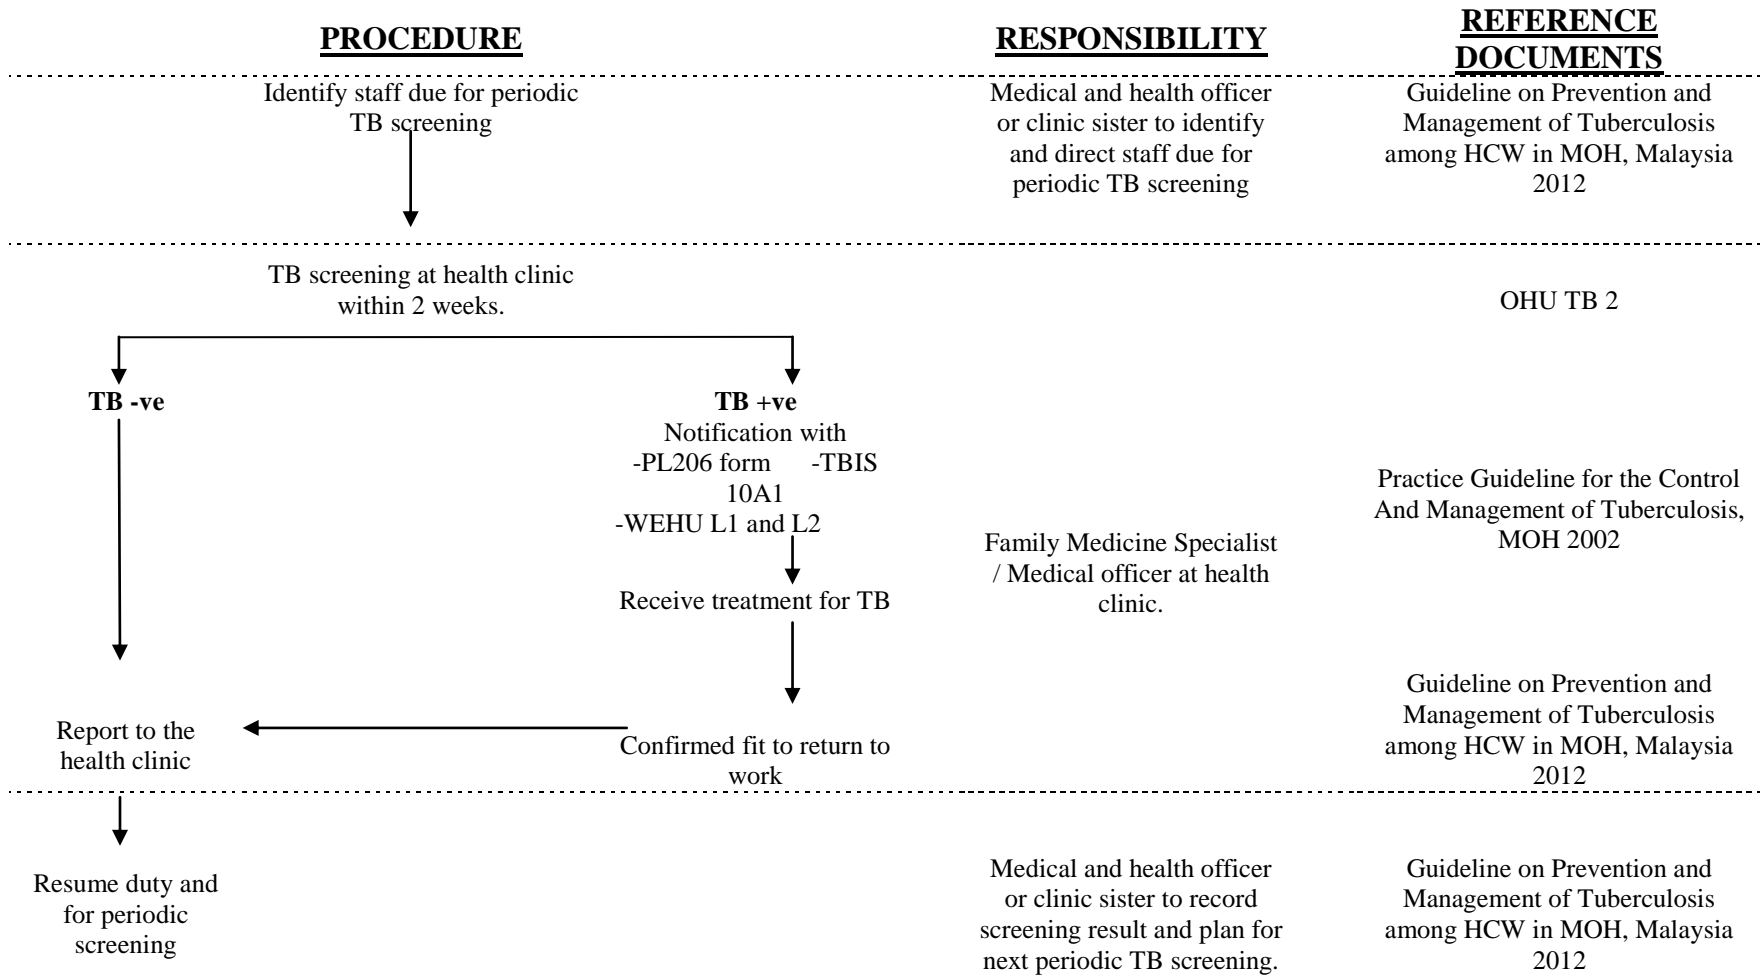 PROCEDURE
RESPONSIBILITY
REFERENCE
DOCUMENTS
Identify staff due for periodic
TB screening
Medical and health officer
or clinic sister to identify
and direct staff due for
periodic TB screening
Guideline on Prevention and
Management of Tuberculosis
among HCW in MOH, Malaysia
2012
TB screening at health clinic
within 2 weeks.
OHU TB 2
TB -ve
TB +ve
Notification with
-PL206 form -TBIS
10A1
-WEHU L1 and L2
Receive treatment for TB
Confirmed fit to return to
work
Report to the
health clinic
Family Medicine Specialist
/ Medical officer at health
clinic.
Practice Guideline for the Control
And Management of Tuberculosis,
MOH 2002
Guideline on Prevention and
Management of Tuberculosis
among HCW in MOH, Malaysia
2012
Resume duty and
for periodic
screening
Medical and health officer
or clinic sister to record
screening result and plan for
next periodic TB screening.
Guideline on Prevention and
Management of Tuberculosis
among HCW in MOH, Malaysia
2012